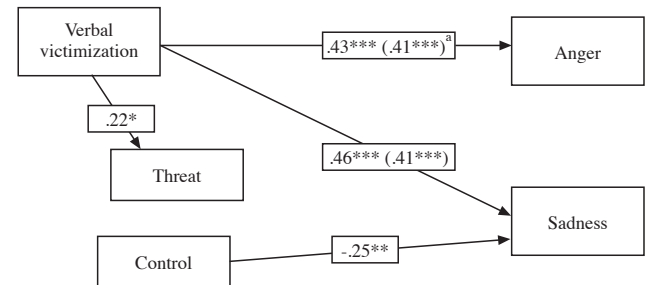 Verbal
victimization
.43*** (.41***)a
Anger
.22*
Threat
.46*** (.41***)
Sadness
Control
-.25**